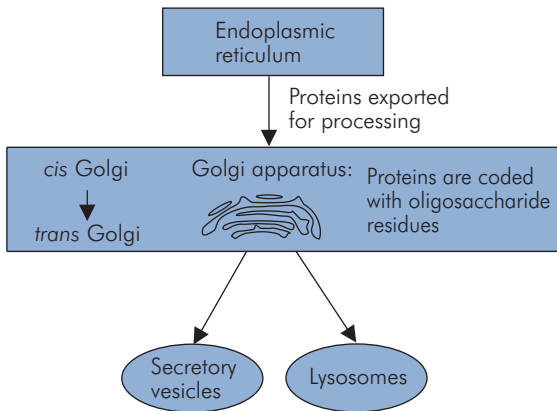 Endoplasmic
reticulum
Proteins exported
for processing
cis Golgi
trans Golgi
Golgi apparatus:
Proteins are coded
with oligosaccharide
residues
Secretory
vesicles
Lysosomes